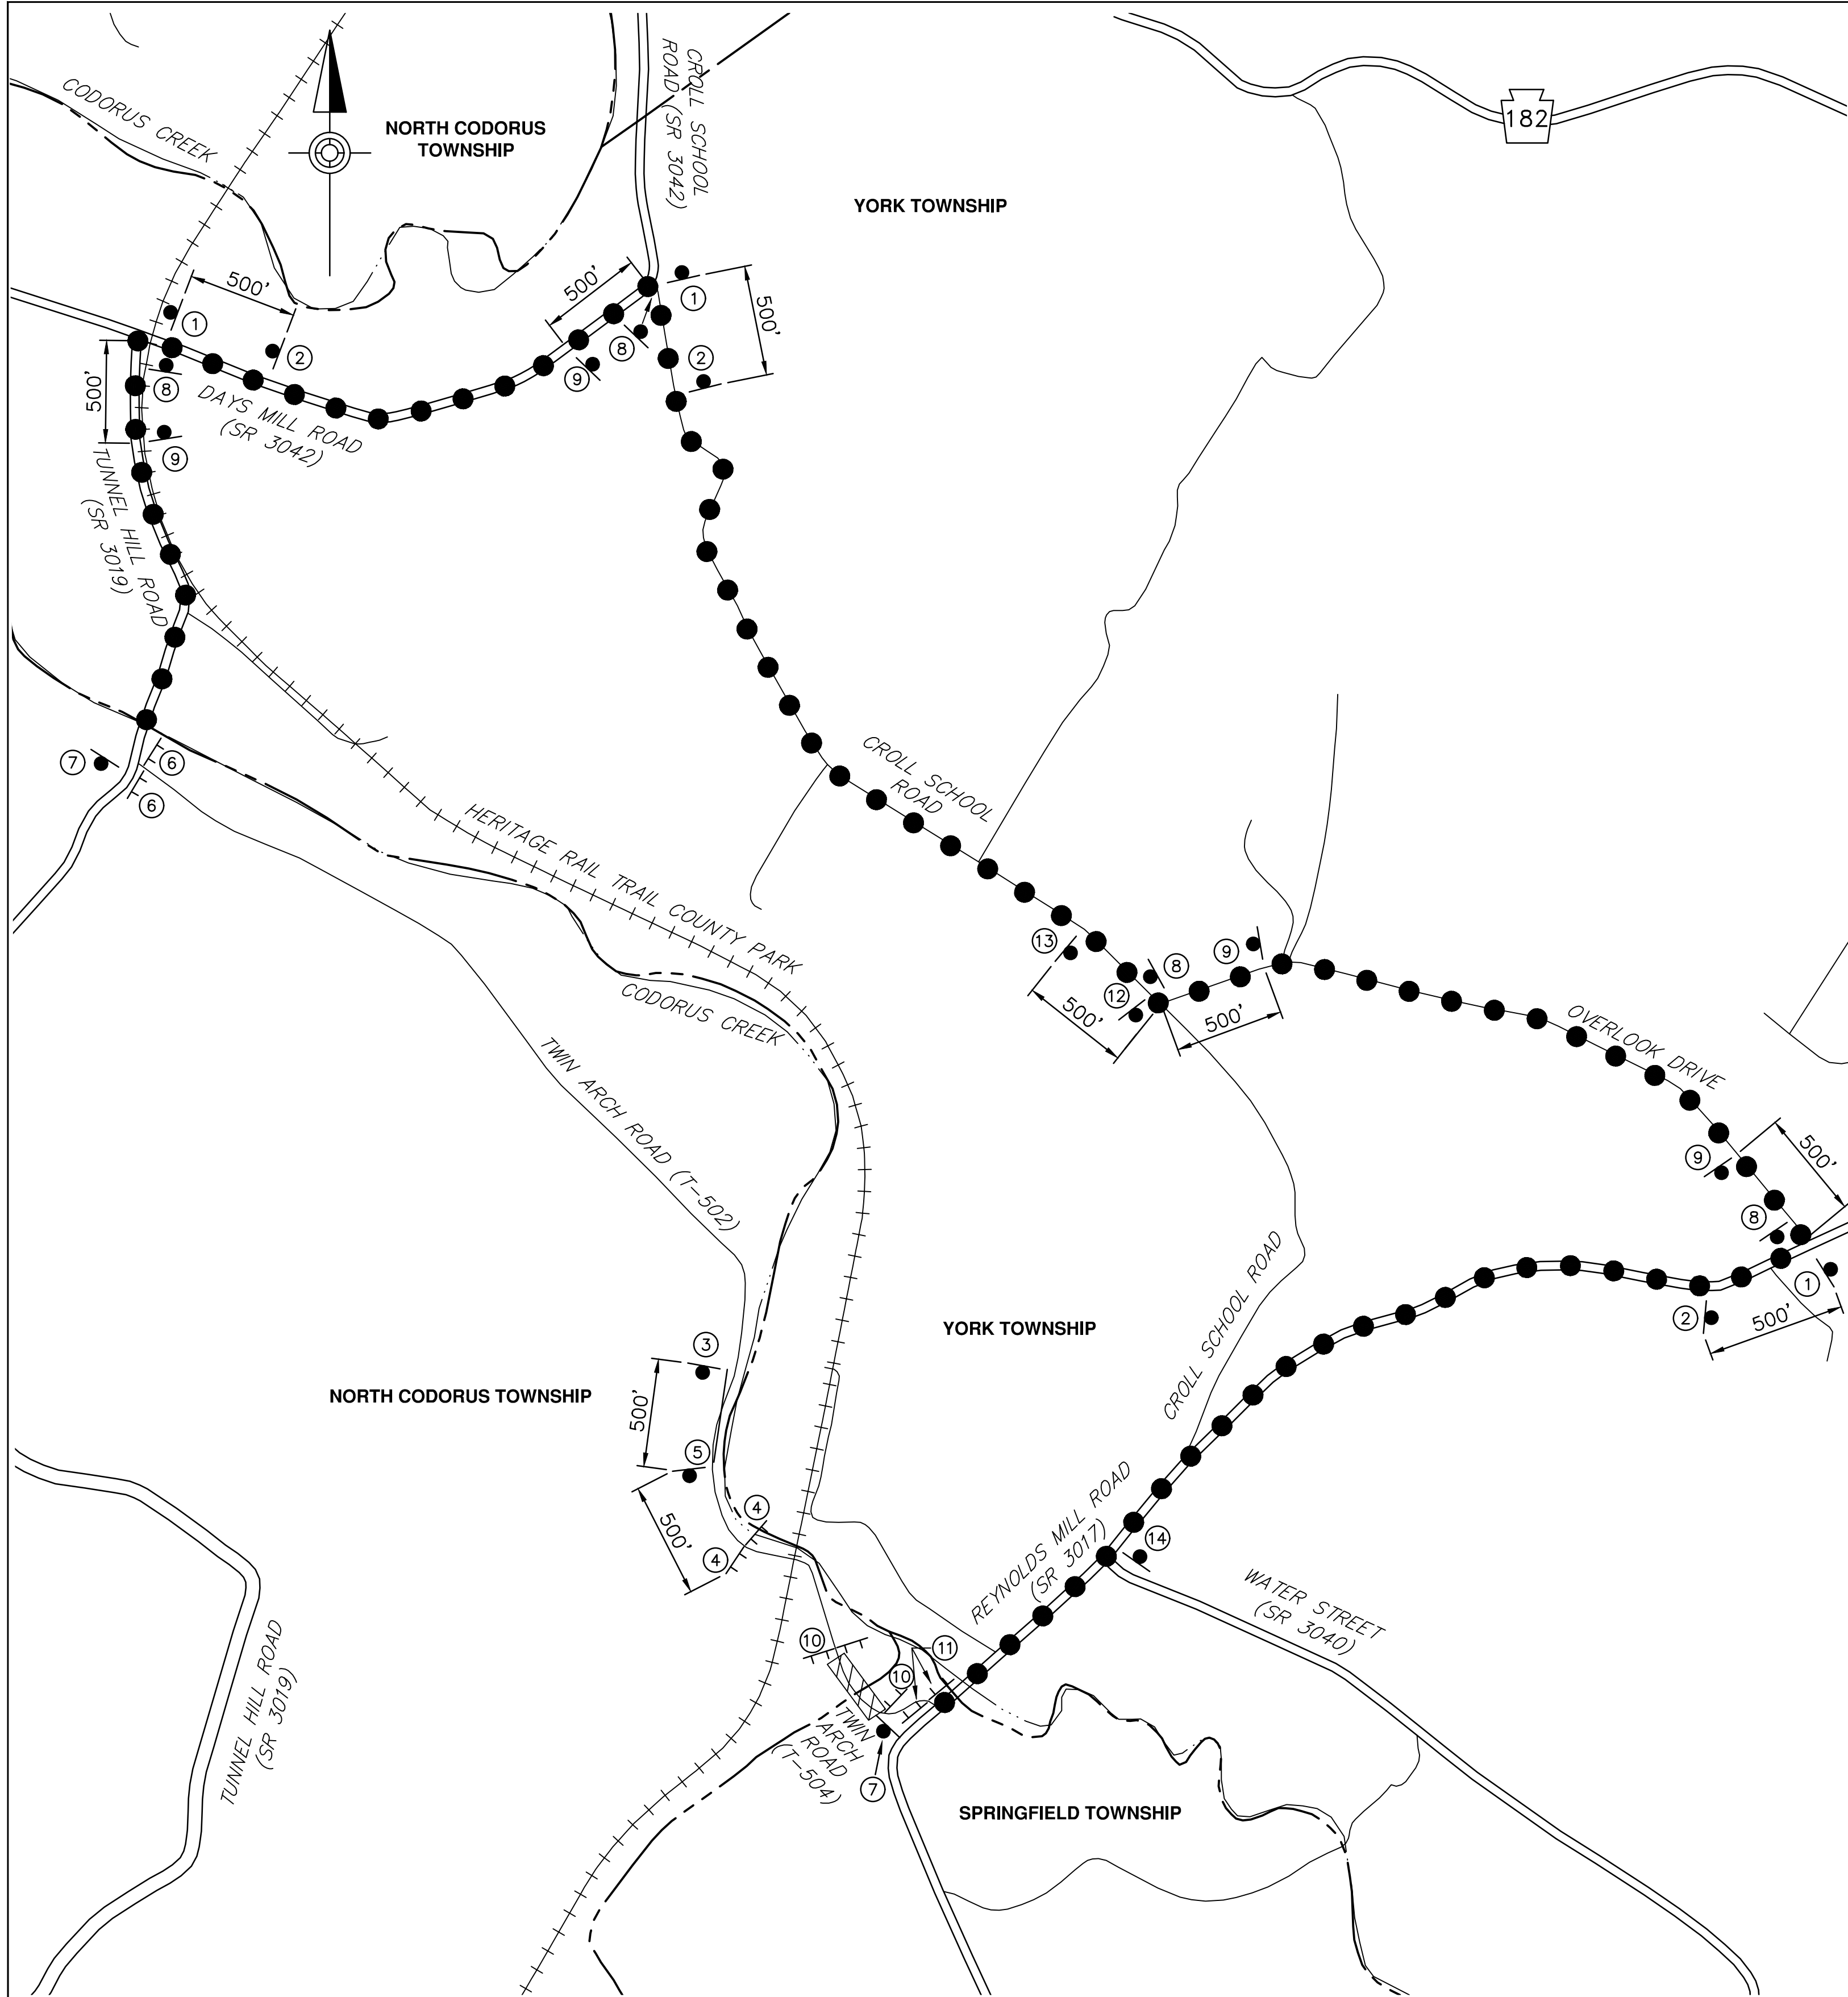 CODORUS CREEK
NORTH CODORUS
TOWNSHIP
CROLL SCHOOL
ROAD (SR 3042)
182
YORK TOWNSHIP
500'
1
2
500'
8
9
1
500'
2
1
2
500'
8
9
DAYS MILL ROAD
(SR 3042)
TUNNEL HILL ROAD
(SR 3019)
7
6
6
CROLL SCHOOL
ROAD
HERITAGE RAIL TRAIL COUNTY PARK
CODORUS CREEK
13
12
500'
8
9
500'
OVERLOOK DRIVE
TWIN ARCH ROAD (T-502)
9
500'
8
1
2
500'
CROLL SCHOOL ROAD
YORK TOWNSHIP
3
NORTH CODORUS TOWNSHIP
500'
5
500'
4
4
REYNOLDS MILL ROAD
(SR 3017)
14
WATER STREET
(SR 3040)
10
10
11
TWIN
ARCH
ROAD
(T-504)
7
TUNNEL HILL ROAD
(SR 3019)
SPRINGFIELD TOWNSHIP